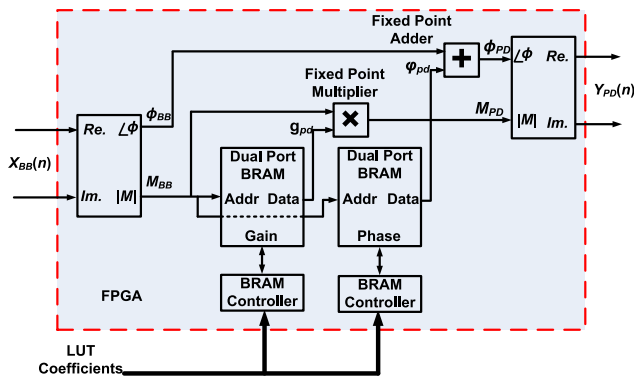 Fixed Point
Adder
ϕBB
φpd
ϕPD
∠ϕ
Re.
Fixed Point
Multiplier
YPD(n)
gpd
MPD
|M|
Im.
Re.
∠ϕ
XBB(n)
Im.
|M|
MBB
Dual Port
BRAM
Addr Data
Gain
Dual Port
BRAM
Addr Data
Phase
BRAM
Controller
BRAM
Controller
FPGA
LUT
Coefficients